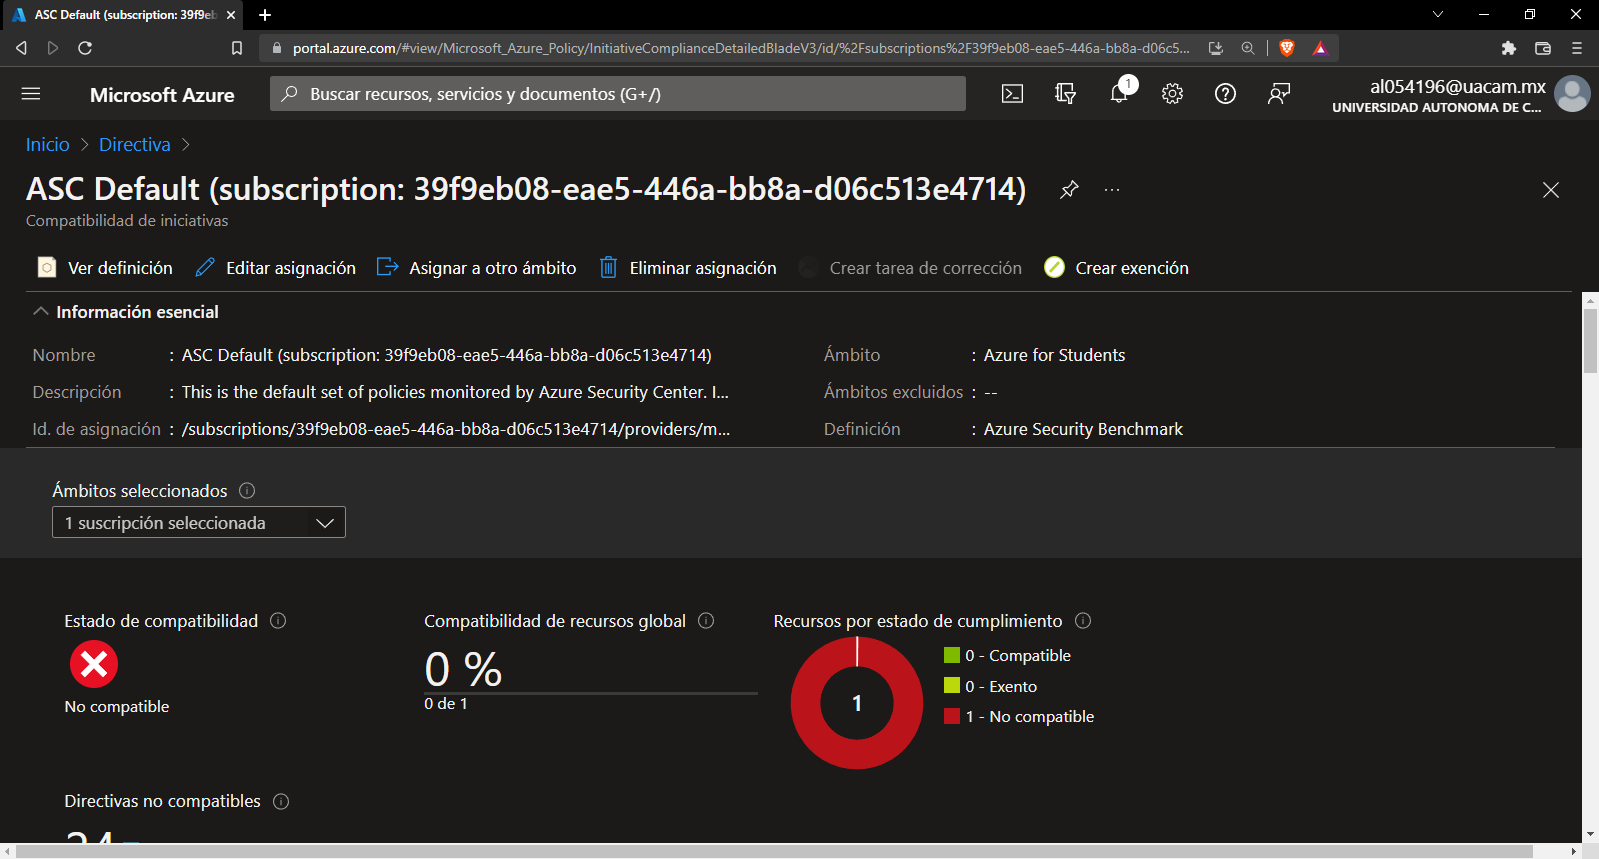 ASC Default (subscription: 39f9eb
portal.azure.com/#view/Microsoft_Azure_Policy/InitiativeComplianceDetailedBladeV3/id/%2Fsubscriptions%2F39f9eb08-eae5-446a-bb8a-d06c5...
Microsoft Azure
Buscar recursos, servicios y documentos (G+/)
1
al054196@uacam.mx
UNIVERSIDAD AUTONOMA DE C...
Inicio > Directiva >
ASC Default (subscription: 39f9eb08-eae5-446a-bb8a-d06c513e4714) ...
Compatibilidad de iniciativas
Ver definición Editar asignación Asignar a otro ámbito Eliminar asignación Crear tarea de corrección Crear exención
Información esencial
Nombre : ASC Default (subscription: 39f9eb08-eae5-446a-bb8a-d06c513e4714)
Ámbito : Azure for Students
Descripción : This is the default set of policies monitored by Azure Security Center. I...
Ámbitos excluidos : --
Id. de asignación : /subscriptions/39f9eb08-eae5-446a-bb8a-d06c513e4714/providers/m...
Definición : Azure Security Benchmark
Ámbitos seleccionados
1 suscripción seleccionada
Estado de compatibilidad
No compatible
Compatibilidad de recursos global
0 %
0 de 1
Recursos por estado de cumplimiento
1
0 - Compatible
0 - Exento
1 - No compatible
Directivas no compatibles